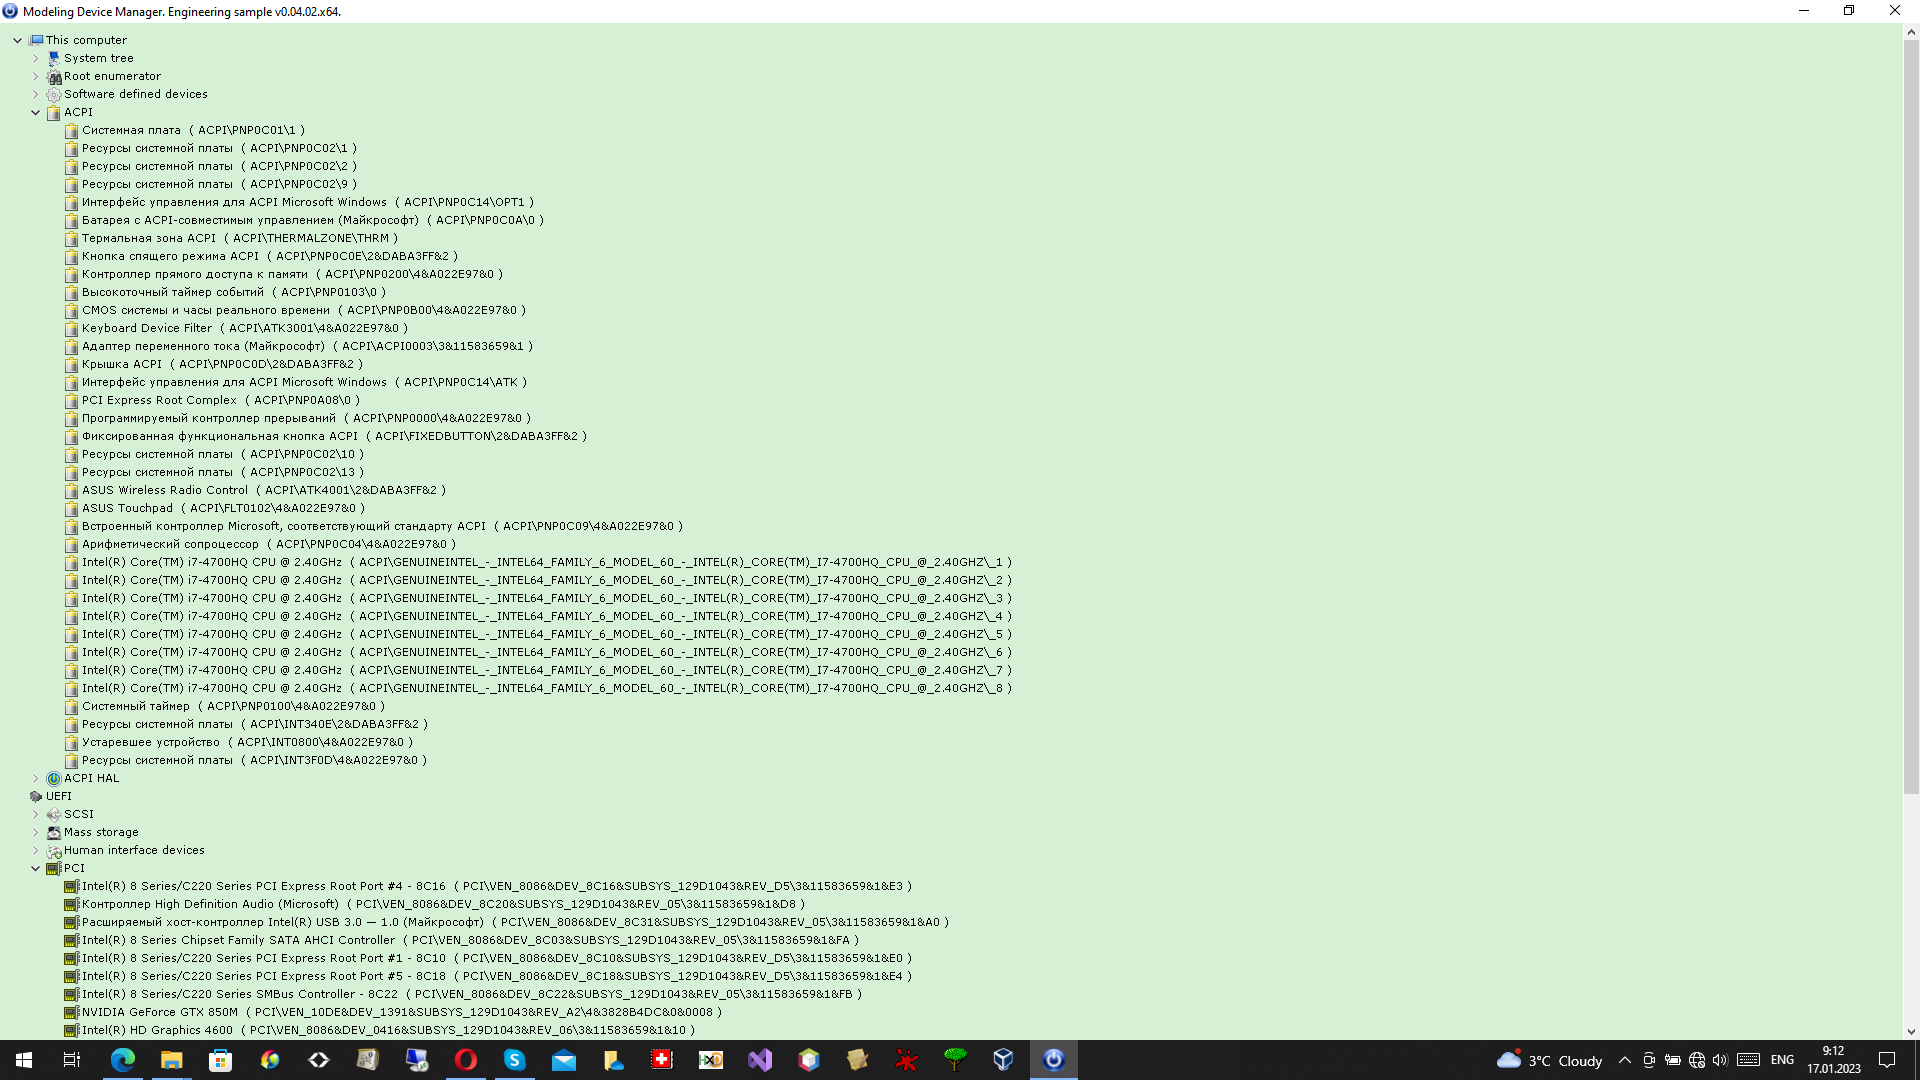 Modeling Device Manager. Engineering sample v0.04.02.x64.
This computer
System tree
Root enumerator
Software defined devices
ACPI
Системная плата ( ACPI\PNP0C01\1 )
Ресурсы системной платы ( ACPI\PNP0C02\1 )
Ресурсы системной платы ( ACPI\PNP0C02\2 )
Ресурсы системной платы ( ACPI\PNP0C02\9 )
Интерфейс управления для ACPI Microsoft Windows ( ACPI\PNP0C14\OPT1 )
Батарея с ACPI-совместимым управлением (Майкрософт) ( ACPI\PNP0C0A\0 )
Термальная зона ACPI ( ACPI\THERMALZONE\THRM )
Кнопка спящего режима ACPI ( ACPI\PNP0C0E\2&DABA3FF&2 )
Контроллер прямого доступа к памяти ( ACPI\PNP0200\4&A022E97&0 )
Высокоточный таймер событий ( ACPI\PNP0103\0 )
CMOS системы и часы реального времени ( ACPI\PNP0B00\4&A022E97&0 )
Keyboard Device Filter ( ACPI\ATK3001\4&A022E97&0 )
Адаптер переменного тока (Майкрософт) ( ACPI\ACPI0003\3&11583659&1 )
Крышка ACPI ( ACPI\PNP0C0D\2&DABA3FF&2 )
Интерфейс управления для ACPI Microsoft Windows ( ACPI\PNP0C14\ATK )
PCI Express Root Complex ( ACPI\PNP0A08\0 )
Программируемый контроллер прерываний ( ACPI\PNP0000\4&A022E97&0 )
Фиксированная функциональная кнопка ACPI ( ACPI\FIXEDBUTTON\2&DABA3FF&2 )
Ресурсы системной платы ( ACPI\PNP0C02\10 )
Ресурсы системной платы ( ACPI\PNP0C02\13 )
ASUS Wireless Radio Control ( ACPI\ATK4001\2&DABA3FF&2 )
ASUS Touchpad ( ACPI\FLT0102\4&A022E97&0 )
Встроенный контроллер Microsoft, соответствующий стандарту ACPI ( ACPI\PNP0C09\4&A022E97&0 )
Арифметический сопроцессор ( ACPI\PNP0C04\4&A022E97&0 )
Intel(R) Core(TM) i7-4700HQ CPU @ 2.40GHz ( ACPI\GENUINEINTEL_-_INTEL64_FAMILY_6_MODEL_60_-_INTEL(R)_CORE(TM)_I7-4700HQ_CPU_@_2.40GHZ\_1 )
Intel(R) Core(TM) i7-4700HQ CPU @ 2.40GHz ( ACPI\GENUINEINTEL_-_INTEL64_FAMILY_6_MODEL_60_-_INTEL(R)_CORE(TM)_I7-4700HQ_CPU_@_2.40GHZ\_2 )
Intel(R) Core(TM) i7-4700HQ CPU @ 2.40GHz ( ACPI\GENUINEINTEL_-_INTEL64_FAMILY_6_MODEL_60_-_INTEL(R)_CORE(TM)_I7-4700HQ_CPU_@_2.40GHZ\_3 )
Intel(R) Core(TM) i7-4700HQ CPU @ 2.40GHz ( ACPI\GENUINEINTEL_-_INTEL64_FAMILY_6_MODEL_60_-_INTEL(R)_CORE(TM)_I7-4700HQ_CPU_@_2.40GHZ\_4 )
Intel(R) Core(TM) i7-4700HQ CPU @ 2.40GHz ( ACPI\GENUINEINTEL_-_INTEL64_FAMILY_6_MODEL_60_-_INTEL(R)_CORE(TM)_I7-4700HQ_CPU_@_2.40GHZ\_5 )
Intel(R) Core(TM) i7-4700HQ CPU @ 2.40GHz ( ACPI\GENUINEINTEL_-_INTEL64_FAMILY_6_MODEL_60_-_INTEL(R)_CORE(TM)_I7-4700HQ_CPU_@_2.40GHZ\_6 )
Intel(R) Core(TM) i7-4700HQ CPU @ 2.40GHz ( ACPI\GENUINEINTEL_-_INTEL64_FAMILY_6_MODEL_60_-_INTEL(R)_CORE(TM)_I7-4700HQ_CPU_@_2.40GHZ\_7 )
Intel(R) Core(TM) i7-4700HQ CPU @ 2.40GHz ( ACPI\GENUINEINTEL_-_INTEL64_FAMILY_6_MODEL_60_-_INTEL(R)_CORE(TM)_I7-4700HQ_CPU_@_2.40GHZ\_8 )
Системный таймер ( ACPI\PNP0100\4&A022E97&0 )
Ресурсы системной платы ( ACPI\INT340E\2&DABA3FF&2 )
Устаревшее устройство ( ACPI\INT0800\4&A022E97&0 )
Ресурсы системной платы ( ACPI\INT3F0D\4&A022E97&0 )
ACPI HAL
UEFI
SCSI
Mass storage
Human interface devices
PCI
Intel(R) 8 Series/C220 Series PCI Express Root Port #4 - 8C16 ( PCI\VEN_8086&DEV_8C16&SUBSYS_129D1043&REV_D5\3&11583659&1&E3 )
Контроллер High Definition Audio (Microsoft) ( PCI\VEN_8086&DEV_8C20&SUBSYS_129D1043&REV_05\3&11583659&1&D8 )
Расширяемый хост-контроллер Intel(R) USB 3.0 — 1.0 (Майкрософт) ( PCI\VEN_8086&DEV_8C31&SUBSYS_129D1043&REV_05\3&11583659&1&A0 )
Intel(R) 8 Series Chipset Family SATA AHCI Controller ( PCI\VEN_8086&DEV_8C03&SUBSYS_129D1043&REV_05\3&11583659&1&FA )
Intel(R) 8 Series/C220 Series PCI Express Root Port #1 - 8C10 ( PCI\VEN_8086&DEV_8C10&SUBSYS_129D1043&REV_D5\3&11583659&1&E0 )
Intel(R) 8 Series/C220 Series PCI Express Root Port #5 - 8C18 ( PCI\VEN_8086&DEV_8C18&SUBSYS_129D1043&REV_D5\3&11583659&1&E4 )
Intel(R) 8 Series/C220 Series SMBus Controller - 8C22 ( PCI\VEN_8086&DEV_8C22&SUBSYS_129D1043&REV_05\3&11583659&1&FB )
NVIDIA GeForce GTX 850M ( PCI\VEN_10DE&DEV_1391&SUBSYS_129D1043&REV_A2\4&3828B4DC&0&0008 )
Intel(R) HD Graphics 4600 ( PCI\VEN_8086&DEV_0416&SUBSYS_129D1043&REV_06\3&11583659&1&10 )
3°C Cloudy
ENG
9:12
17.01.2023